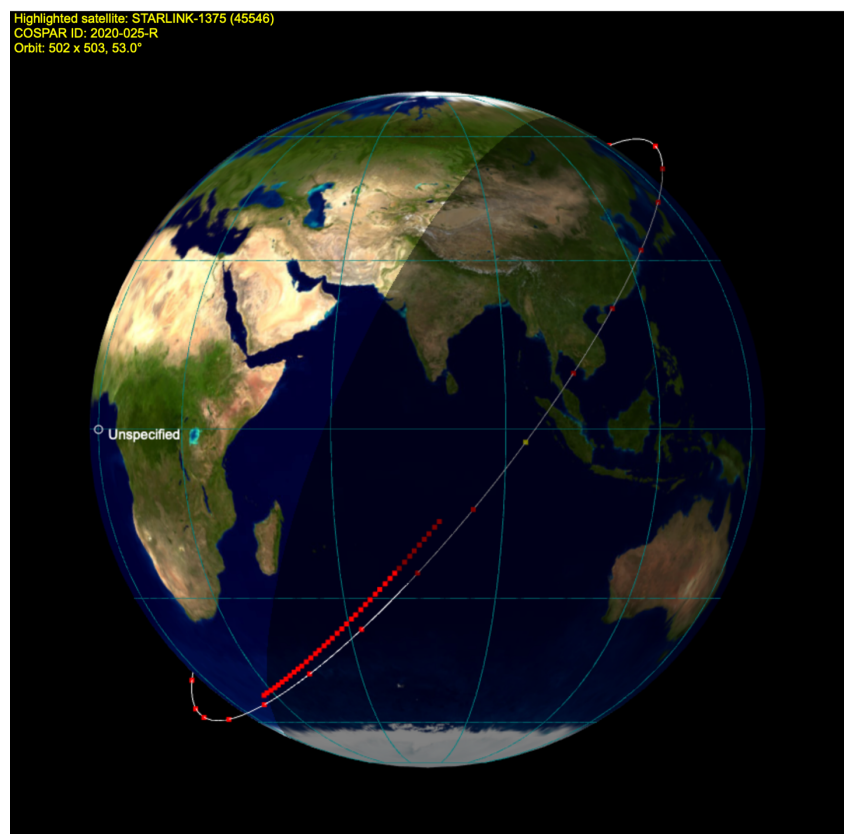 Highlighted satellite: STARLINK-1375 (45546)
COSPAR ID: 2020-025-R
Orbit: 502 x 503, 53.0°
Unspecified